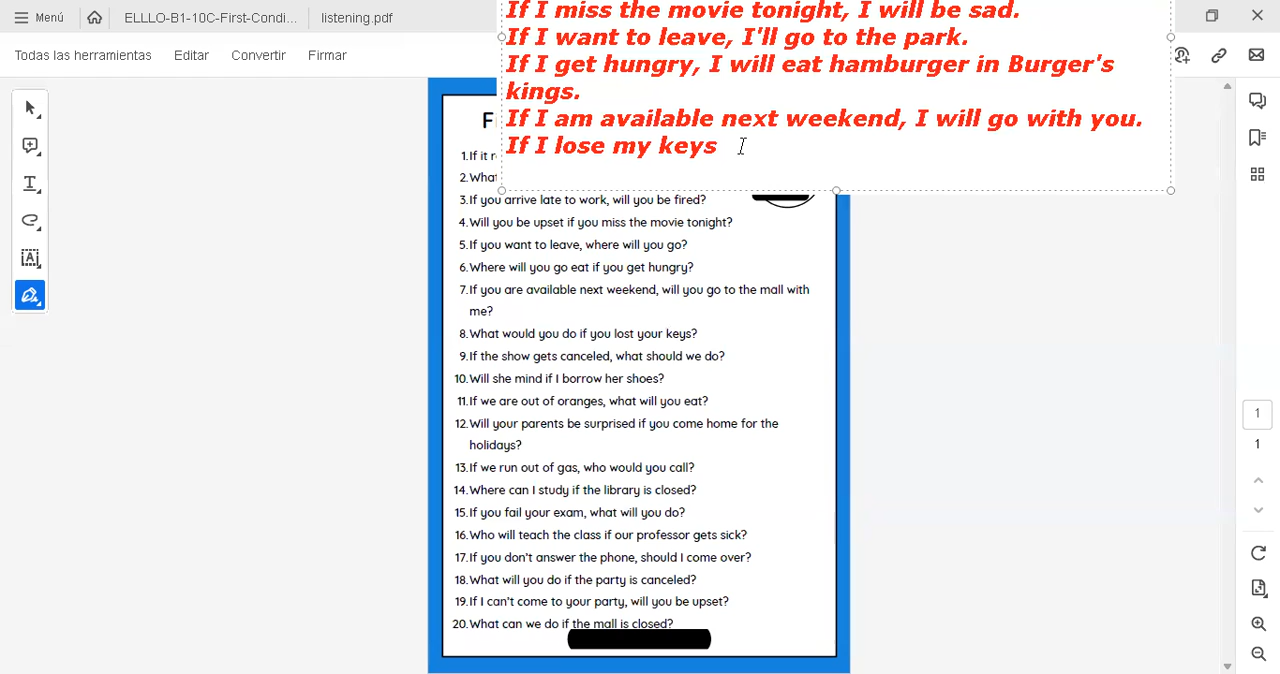 Menú
ELLLO-B1-10C-First-Condi...
listening.pdf
Todas las herramientas
Editar
Convertir
Firmar
If I miss the movie tonight, I will be sad.
If I want to leave, I'll go to the park.
If I get hungry, I will eat hamburger in Burger's
kings.
If I am available next weekend, I will go with you.
If I lose my keys
F
1.If it r
2.What
3.If you arrive late to work, will you be fired?
4.Will you be upset if you miss the movie tonight?
5.If you want to leave, where will you go?
6.Where will you go eat if you get hungry?
7.If you are available next weekend, will you go to the mall with
me?
8.What would you do if you lost your keys?
9.If the show gets canceled, what should we do?
10.Will she mind if I borrow her shoes?
11.If we are out of oranges, what will you eat?
12.Will your parents be surprised if you come home for the
holidays?
13.If we run out of gas, who would you call?
14.Where can I study if the library is closed?
15.If you fail your exam, what will you do?
16.Who will teach the class if our professor gets sick?
17.If you don't answer the phone, should I come over?
18.What will you do if the party is canceled?
19.If I can't come to your party, will you be upset?
20.What can we do if the mall is closed?
1
1